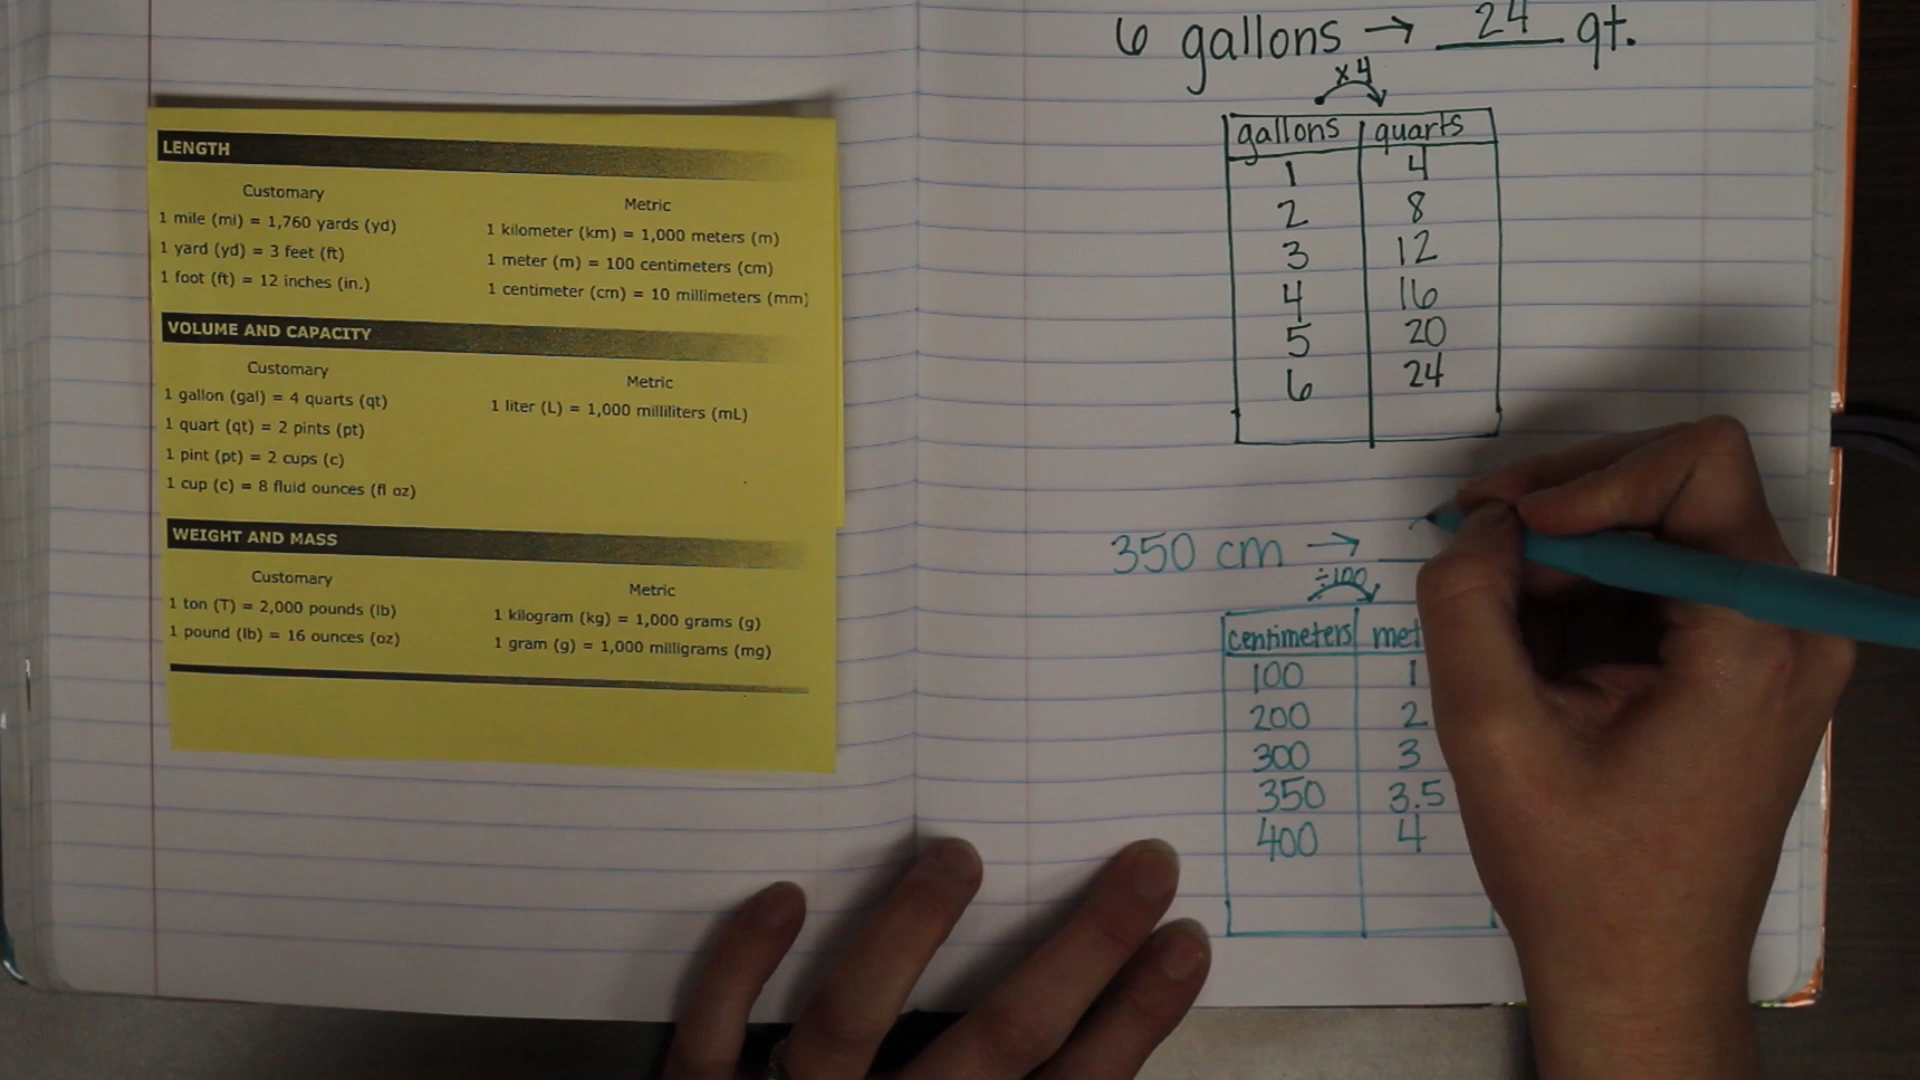 LENGTH
Customary
Metric
1 mile (mi) = 1,760 yards (yd)
1 kilometer (km) = 1,000 meters (m)
1 yard (yd) = 3 feet (ft)
1 meter (m) = 100 centimeters (cm)
1 foot (ft) = 12 inches (in.)
1 centimeter (cm) = 10 millimeters (mm)
VOLUME AND CAPACITY
Customary
Metric
1 gallon (gal) = 4 quarts (qt)
1 liter (L) = 1,000 milliliters (mL)
1 quart (qt) = 2 pints (pt)
1 pint (pt) = 2 cups (c)
1 cup (c) = 8 fluid ounces (fl oz)
WEIGHT AND MASS
Customary
Metric
1 ton (T) = 2,000 pounds (lb)
1 kilogram (kg) = 1,000 grams (g)
1 pound (lb) = 16 ounces (oz)
1 gram (g) = 1,000 milligrams (mg)
6 gallons → 24 qt.
x4
gallons quarts
1 4
2 8
3 12
4 16
5 20
6 24
350 cm →
÷100
centimeters met
100 1
200 2
300 3
350 3.5
400 4